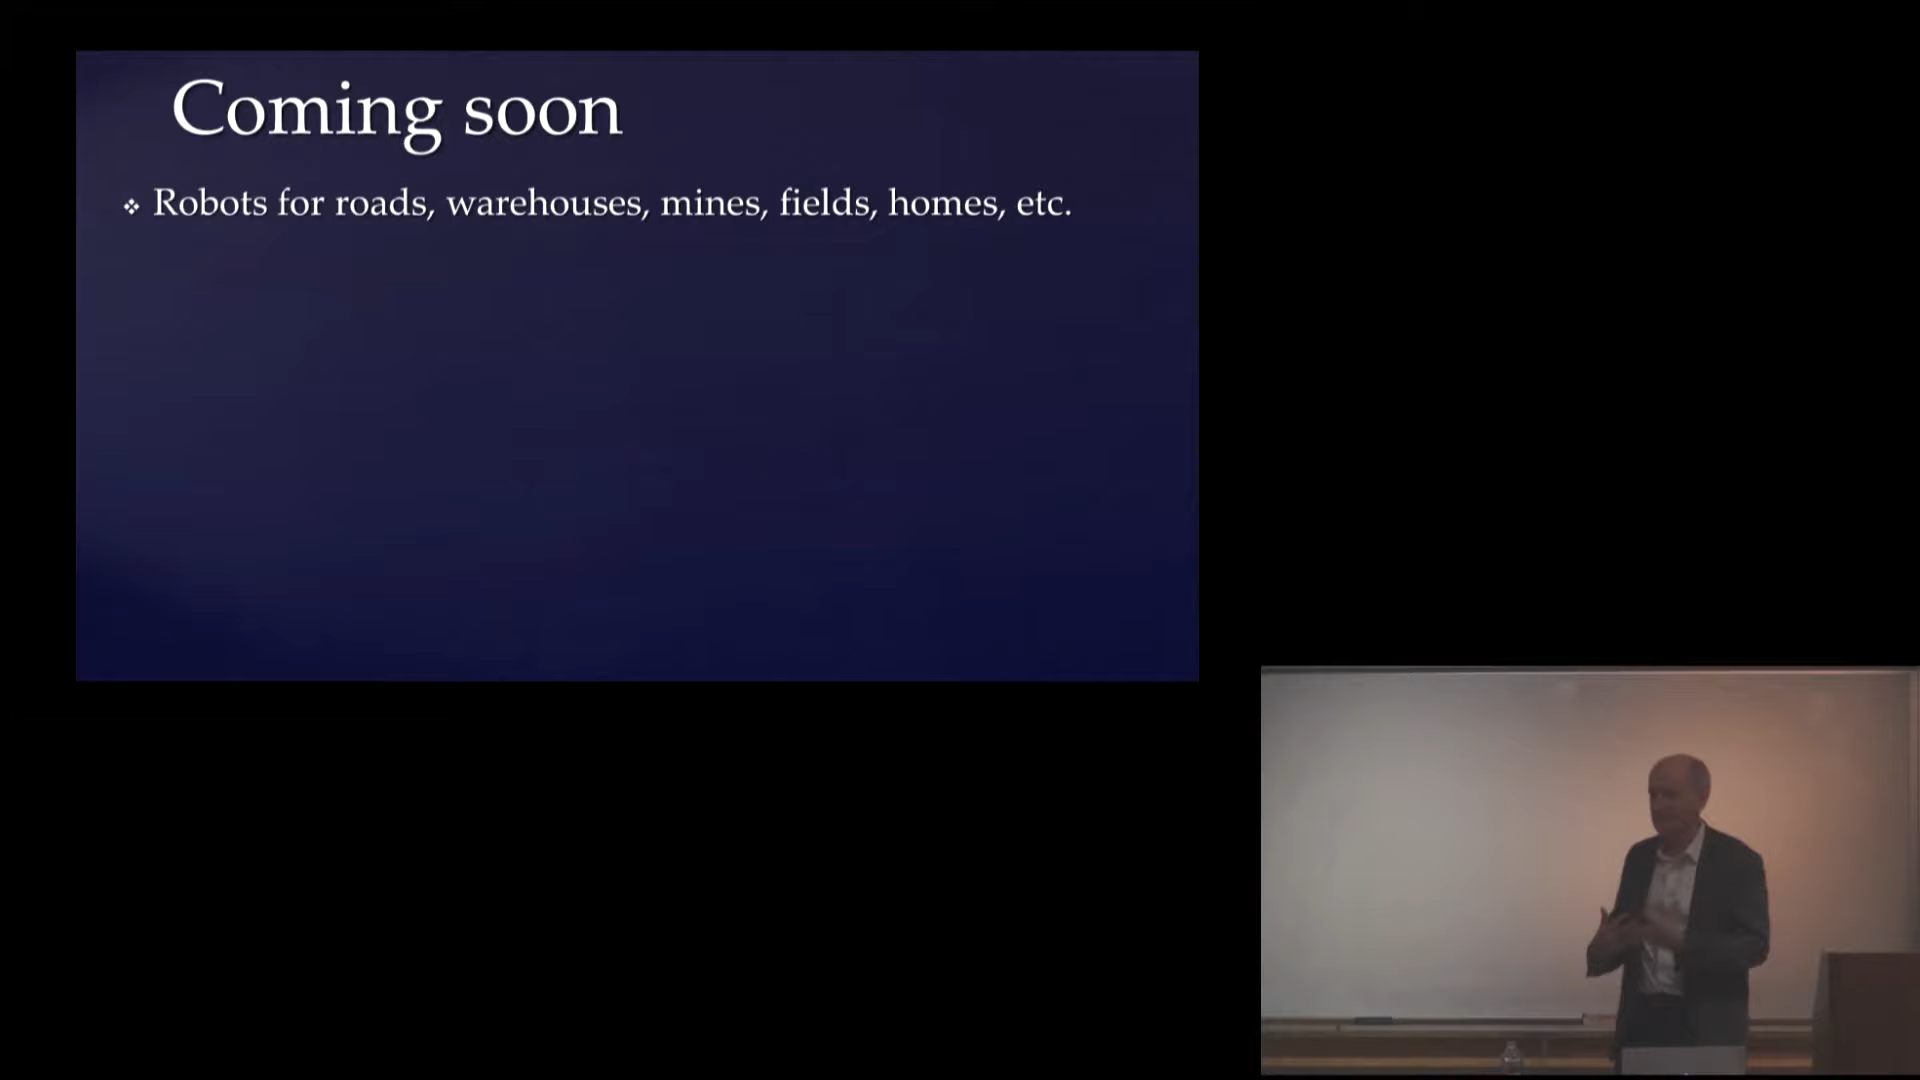 Coming soon
❖ Robots for roads, warehouses, mines, fields, homes, etc.